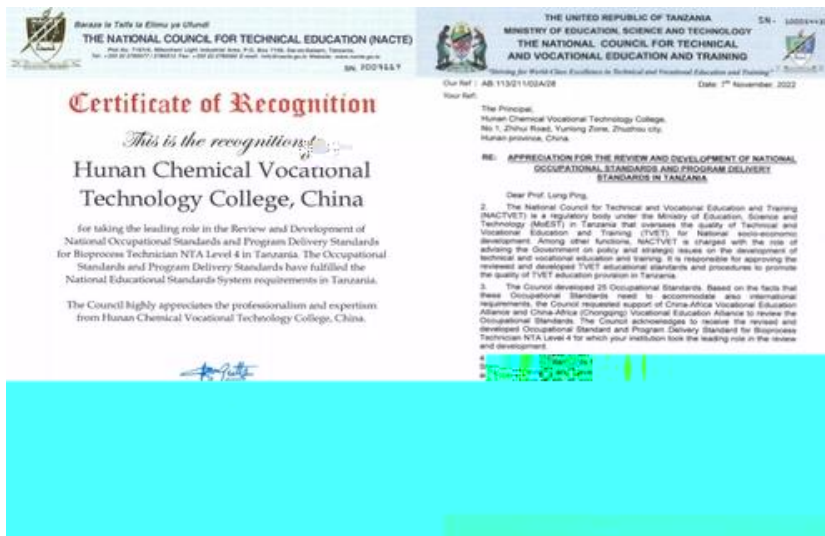 Baraza la Taifa la Elimu ya Ufundi
THE NATIONAL COUNCIL FOR TECHNICAL EDUCATION (NACTE)
Certificate of Recognition
This is the recognition
Hunan Chemical Vocational
Technology College, China
for taking the leading role in the Review and Development of
National Occupational Standards and Program Delivery Standards
for Bioprocess Technician NTA Level 4 in Tanzania. The Occupational
Standards and Program Delivery Standards have fulfilled the
National Educational Standards System requirements in Tanzania.
The Council highly appreciates the professionalism and expertism
from Hunan Chemical Vocational Technology College, China.
THE UNITED REPUBLIC OF TANZANIA
SN-
MINISTRY OF EDUCATION, SCIENCE AND TECHNOLOGY
THE NATIONAL COUNCIL FOR TECHNICAL
AND VOCATIONAL EDUCATION AND TRAINING
"Striving for World-Class Excellence in Technical and Vocational Education and Training"
Our Ref : AB.113/211/02A/28
Date: 7th November, 2022
Your Ref:
The Principal,
Hunan Chemical Vocational Technology College,
No 1, Zhihui Road, Yunlong Zone, Zhuzhou city,
Hunan province, China.
RE: APPRECIATION FOR THE REVIEW AND DEVELOPMENT OF NATIONAL
OCCUPATIONAL STANDARDS AND PROGRAM DELIVERY
STANDARDS IN TANZANIA
Dear Prof. Long Ping,
2. The National Council for Technical and Vocational Education and Training
(NACTVET) is a regulatory body under the Ministry of Education, Science and
Technology (MoEST) in Tanzania that oversees the quality of Technical and
Vocational Education and Training (TVET) for National socio-economic
development. Among other functions, NACTVET is charged with the role of
advising the Government on policy and strategic issues on the development of
technical and vocational education and training. It is responsible for approving the
reviewed and developed TVET educational standards and procedures to promote
the quality of TVET education provision in Tanzania.
3. The Council developed 25 Occupational Standards. Based on the facts that
these Occupational Standards need to accommodate also international
requirements, the Council requested support of China-Africa Vocational Education
Alliance and China-Africa (Chongqing) Vocational Educational Alliance to review the
Occupational Standards. The Council acknowledges to receive the revised and
developed Occupational Standard and Program Delivery Standard for Bioprocess
Technician NTA Level 4 for which your institution took the leading role in the review
and development.